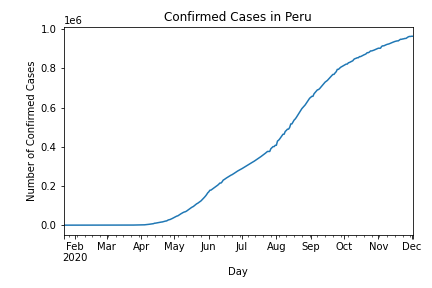 Confirmed Cases in Peru
1e6
1.0
0.8
0.6
0.4
0.2
0.0
Number of Confirmed Cases
Feb Mar Apr May Jun Jul Aug Sep Oct Nov Dec
2020
Day